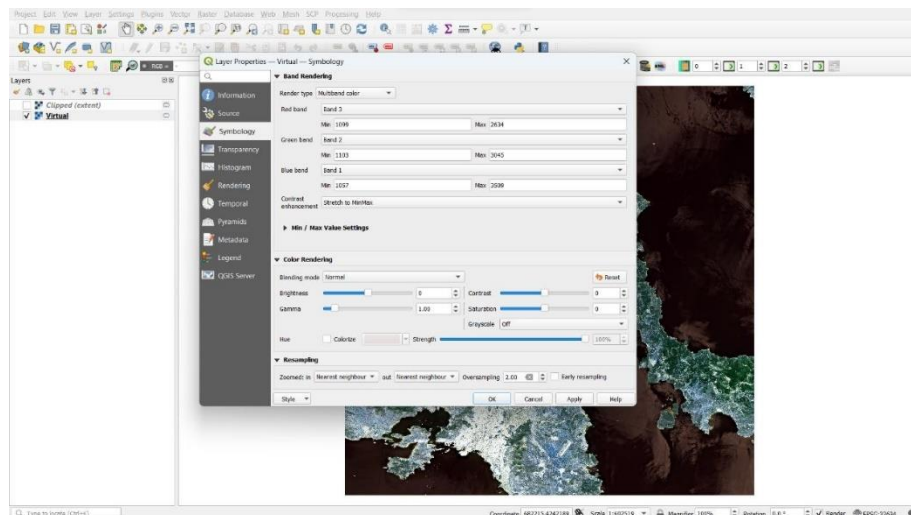 Project Edit View Layer Settings Plugins Vector Raster Database Web Mesh SCP Processing Help
RGB =
0 1 2
Layers
Clipped (extent)
Virtual
Layer Properties — Virtual — Symbology
Information
Source
Symbology
Transparency
Histogram
Rendering
Temporal
Pyramids
Metadata
Legend
QGIS Server
Band Rendering
Render type Multiband color
Red band Band 3
Min 1099 Max 2634
Green band Band 2
Min 1103 Max 3045
Blue band Band 1
Min 1057 Max 3508
Contrast enhancement Stretch to MinMax
Min / Max Value Settings
Color Rendering
Blending mode Normal Reset
Brightness 0 Contrast 0
Gamma 1.00 Saturation 0
Grayscale Off
Hue Colorize Strength 100%
Resampling
Zoomed: in Nearest neighbour out Nearest neighbour Oversampling 2.00 Early resampling
Style OK Cancel Apply Help
Type to locate (Ctrl+K)
Coordinate Scale Magnifier 100% Rotation 0.0 ° Render